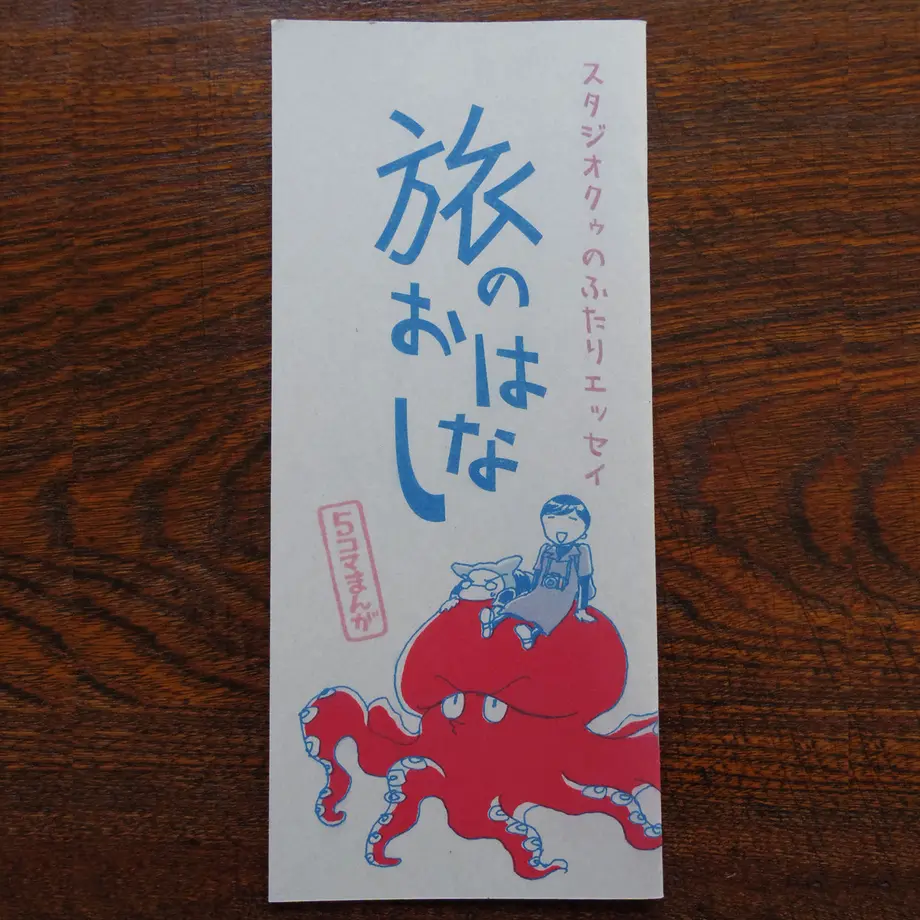 スタジオクゥのふたりエッセイ
旅の
おはなし
5コマまんが